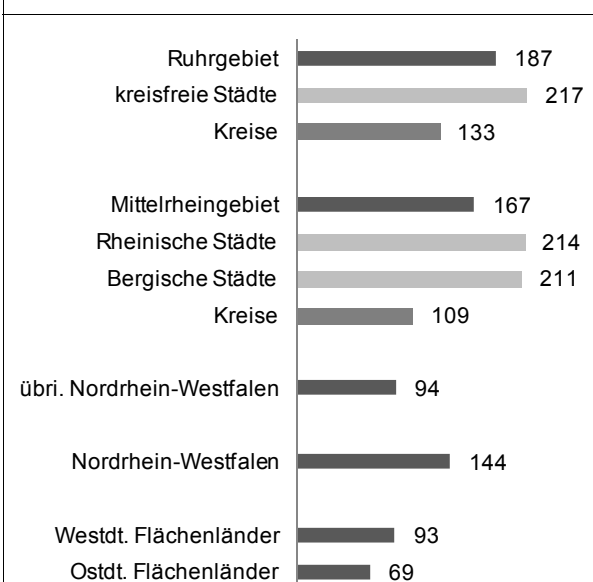 Ruhrgebiet 187
kreisfreie Städte 217
Kreise 133
Mittelrheingebiet 167
Rheinische Städte 214
Bergische Städte 211
Kreise 109
übri. Nordrhein-Westfalen 94
Nordrhein-Westfalen 144
Westdt. Flächenländer 93
Ostdt. Flächenländer 69